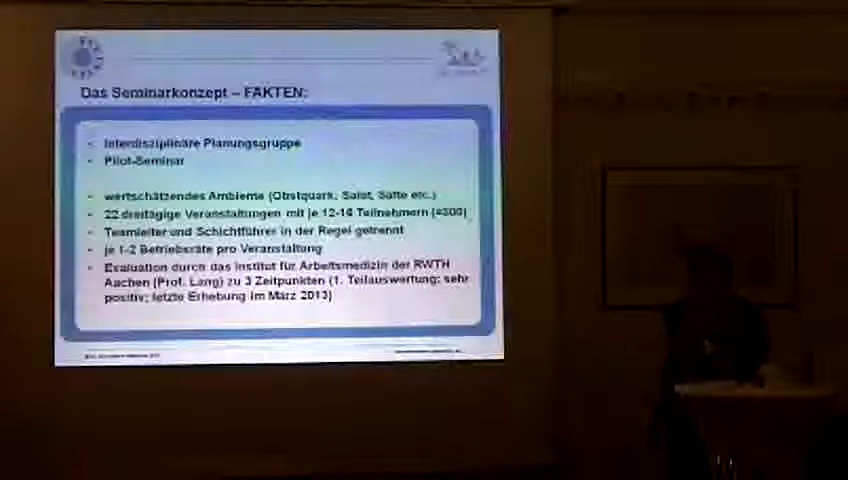 Das Seminarkonzept – FAKTEN:
• Interdisziplinäre Planungsgruppe
• Pilot-Seminar
• wertschätzendes Ambiente (Obstquark, Salat, Säfte etc.)
• 22 dreitägige Veranstaltungen mit je 12-16 Teilnehmern (≈300)
• Teamleiter und Schichtführer in der Regel getrennt
• je 1-2 Betriebsräte pro Veranstaltung
• Evaluation durch das Institut für Arbeitsmedizin der RWTH
Aachen (Prof. Lang) zu 3 Zeitpunkten (1. Teilauswertung: sehr
positiv; letzte Erhebung im März 2013)